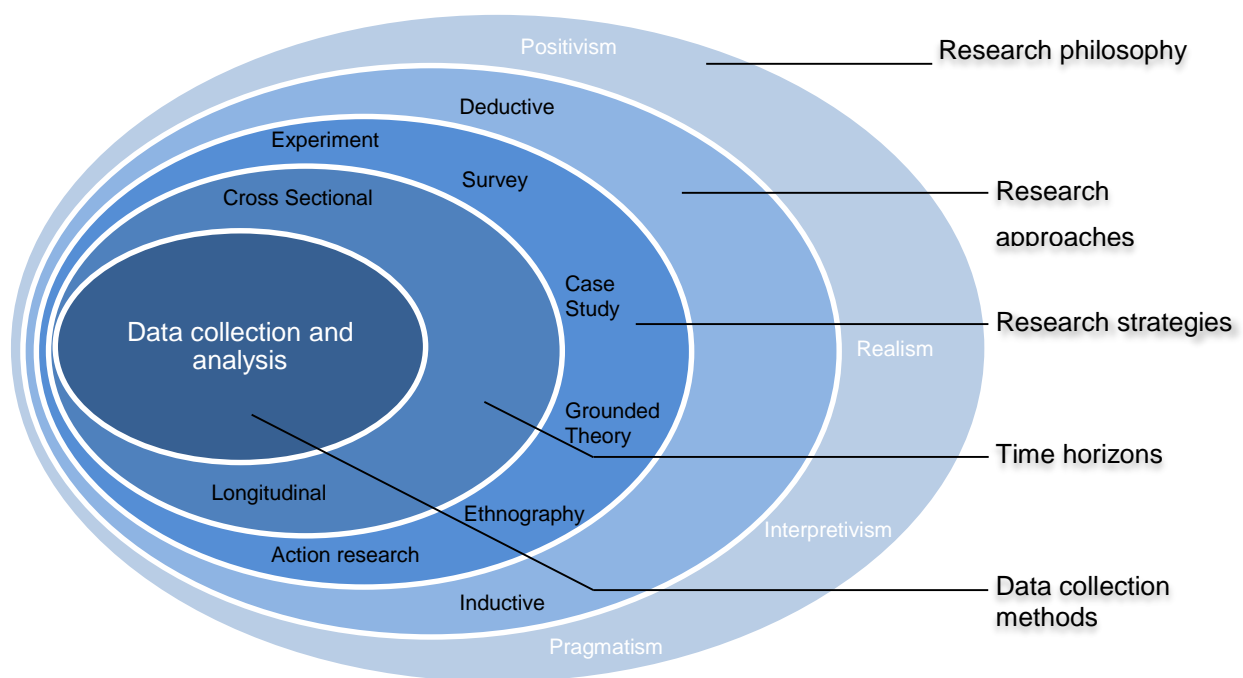 Positivism
Research philosophy
Deductive
Experiment
Survey
Research
approaches
Cross Sectional
Case
Study
Data collection and
analysis
Research strategies
Realism
Grounded
Theory
Time horizons
Longitudinal
Ethnography
Interpretivism
Action research
Data collection
methods
Inductive
Pragmatism